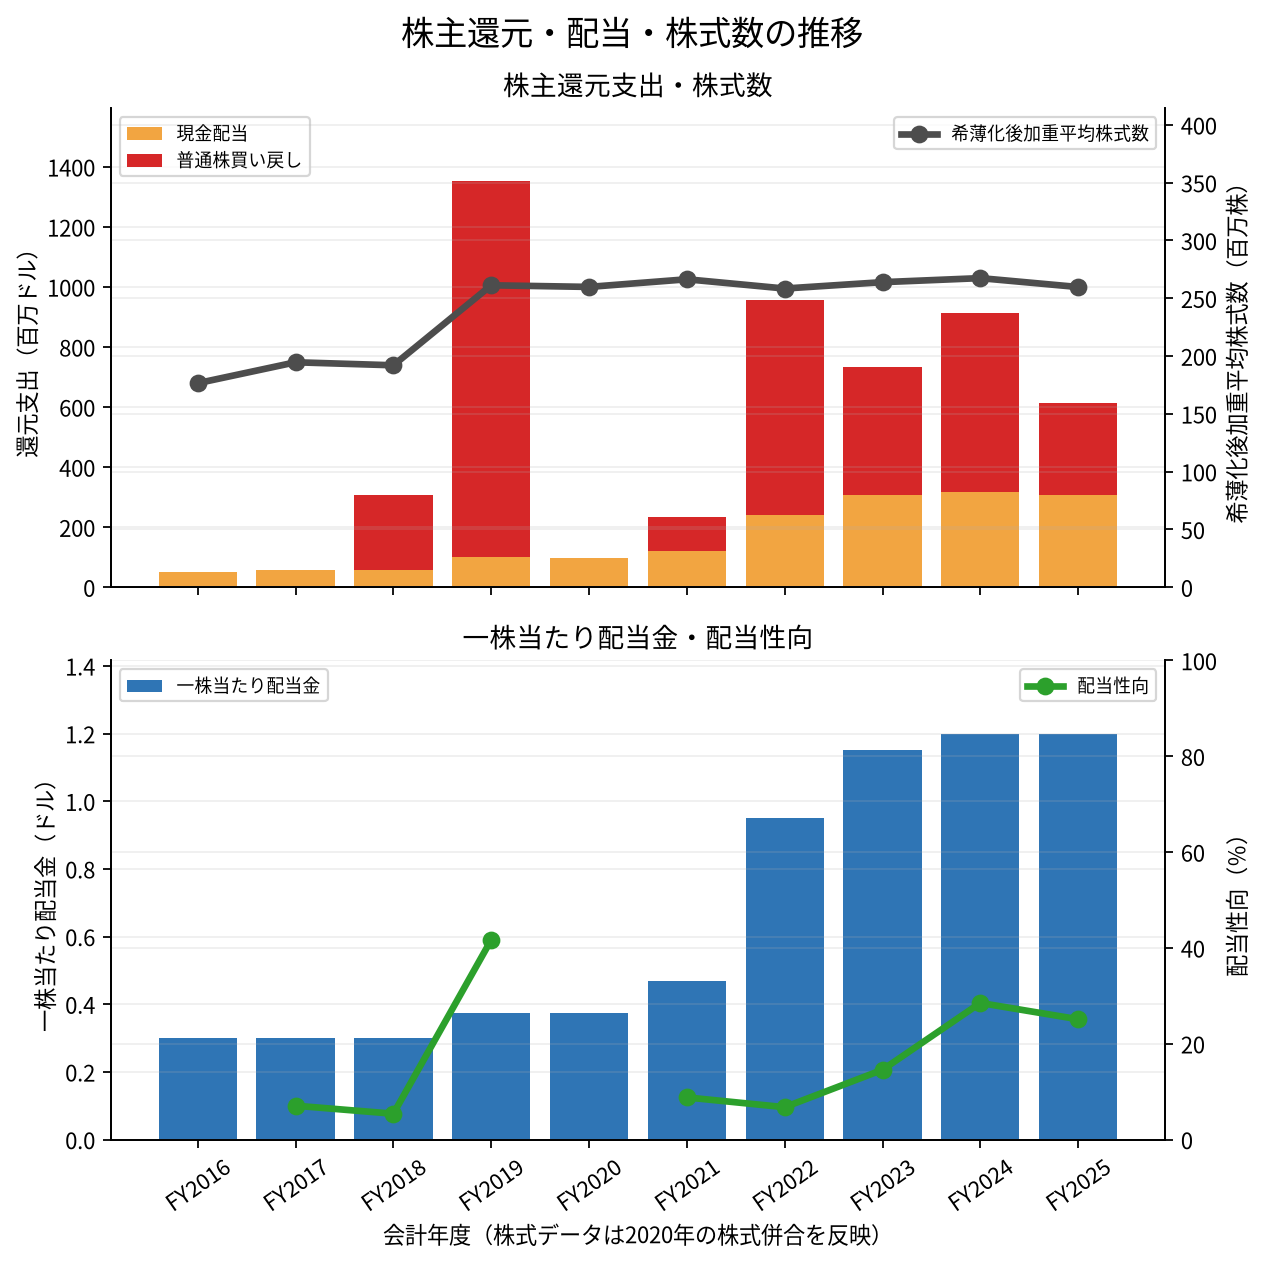 株主還元・配当・株式数の推移
株主還元支出・株式数
現金配当
普通株買い戻し
希薄化後加重平均株式数
還元支出（百万ドル）
1400
1200
1000
800
600
400
200
0
400
350
300
250
200
150
100
50
0
希薄化後加重平均株式数（百万株）
一株当たり配当金・配当性向
一株当たり配当金
配当性向
一株当たり配当金（ドル）
1.4
1.2
1.0
0.8
0.6
0.4
0.2
0.0
100
80
60
40
20
0
配当性向（%）
FY2016 FY2017 FY2018 FY2019 FY2020 FY2021 FY2022 FY2023 FY2024 FY2025
会計年度（株式データは2020年の株式併合を反映）